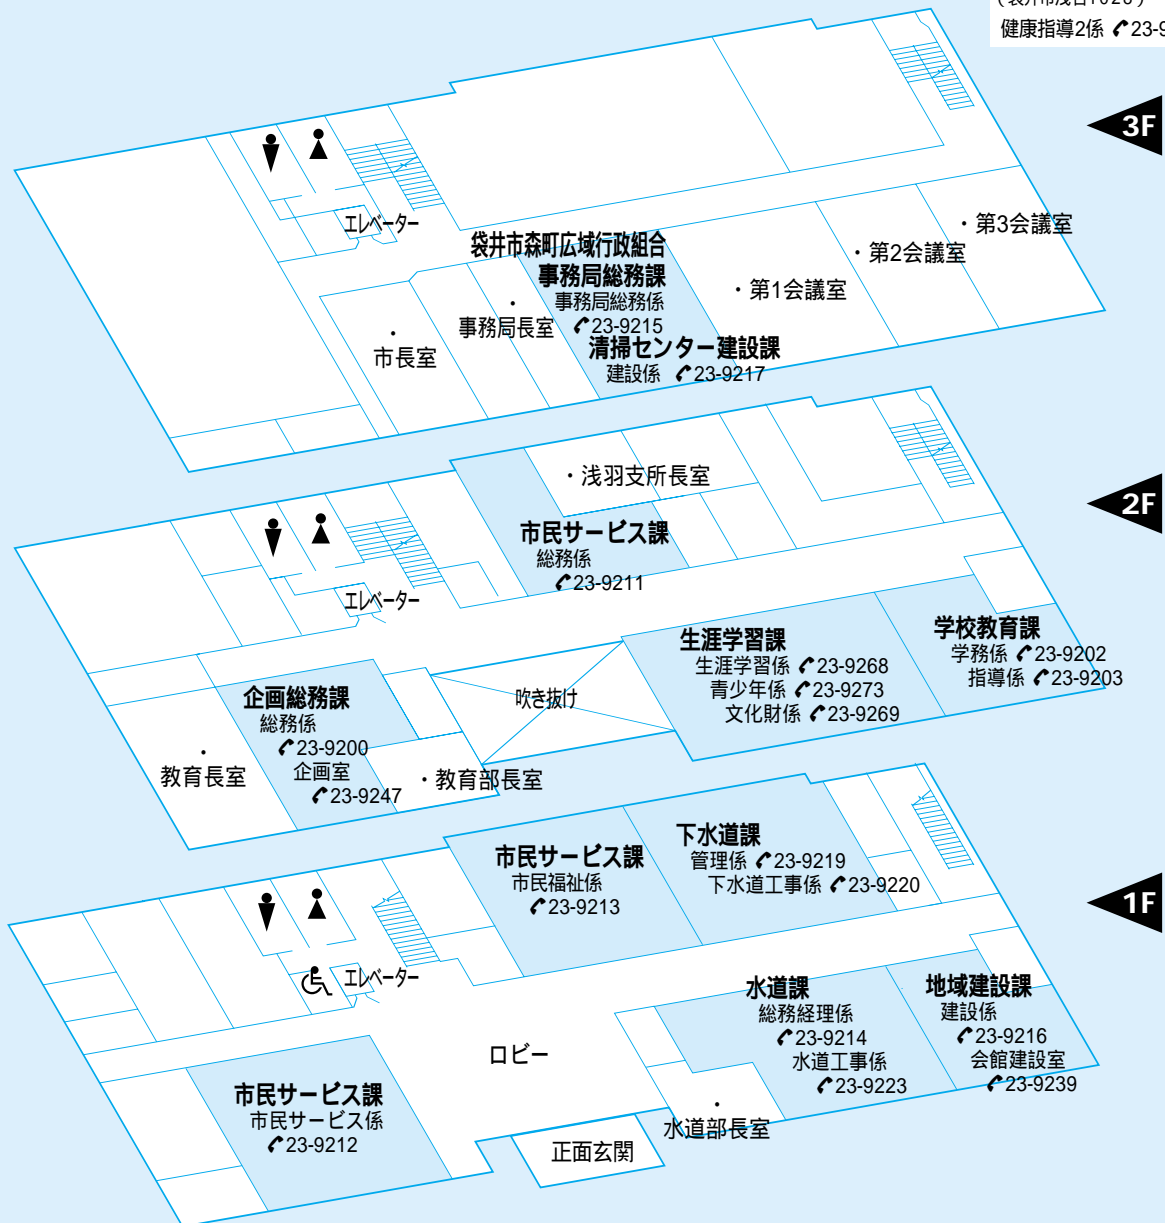 健康指導2係 23-9
3F
エレベーター
袋井市森町広域行政組合
事務局総務課
事務局総務係
23-9215
清掃センター建設課
建設係 23-9217
事務局長室
市長室
第1会議室
第2会議室
第3会議室
2F
浅羽支所長室
市民サービス課
総務係
23-9211
エレベーター
生涯学習課
生涯学習係 23-9268
青少年係 23-9273
文化財係 23-9269
学校教育課
学務係 23-9202
指導係 23-9203
吹き抜け
企画総務課
総務係
23-9200
企画室
23-9247
教育長室
教育部長室
1F
市民サービス課
市民福祉係
23-9213
下水道課
管理係 23-9219
下水道工事係 23-9220
エレベーター
ロビー
水道課
総務経理係
23-9214
水道工事係
23-9223
地域建設課
建設係
23-9216
会館建設室
23-9239
市民サービス課
市民サービス係
23-9212
水道部長室
正面玄関